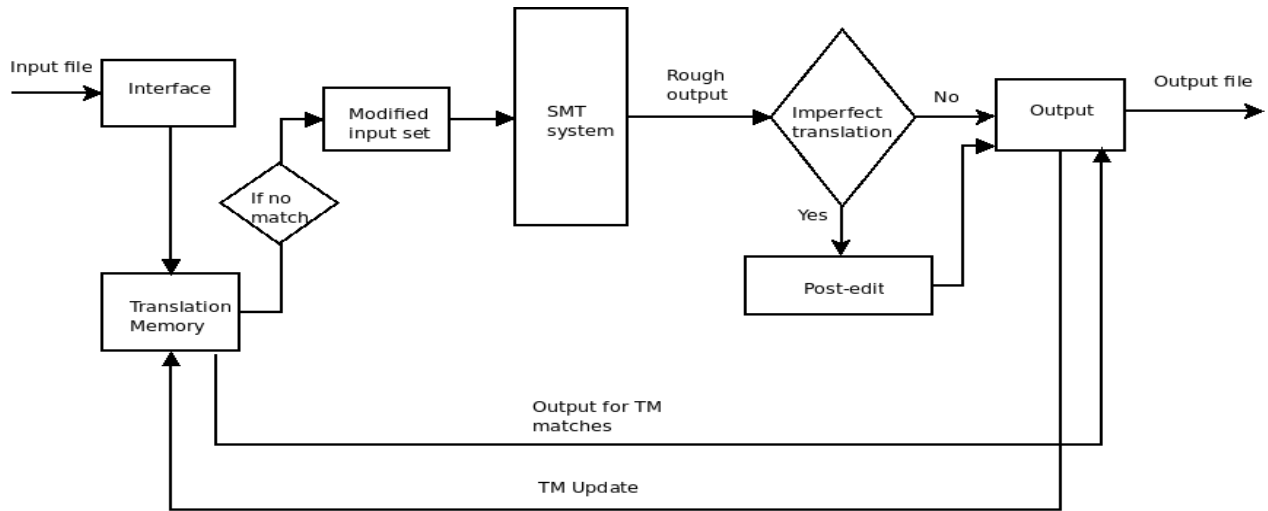 Input file
Interface
If no
match
Modified
input set
SMT
system
Rough
output
Imperfect
translation
No
Yes
Post-edit
Output
Output file
Translation
Memory
Output for TM
matches
TM Update